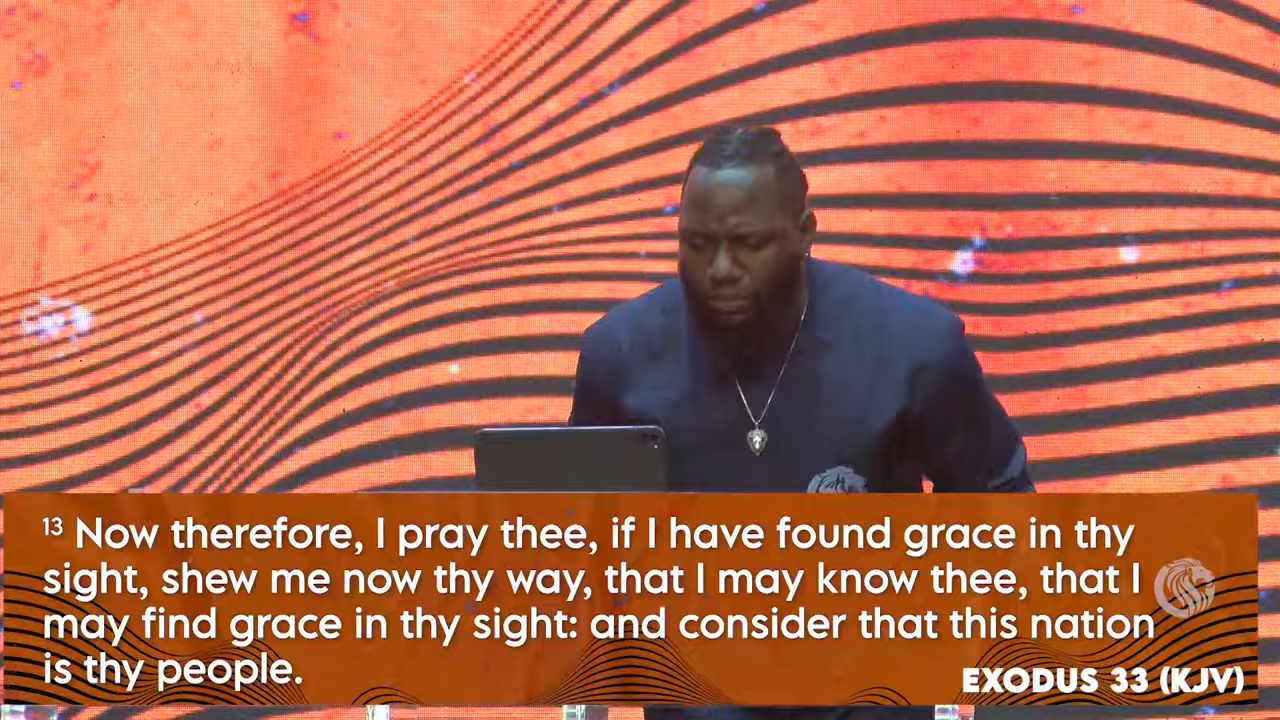 13 Now therefore, I pray thee, if I have found grace in thy
sight, shew me now thy way, that I may know thee, that I
may find grace in thy sight: and consider that this nation
is thy people.
EXODUS 33 (KJV)